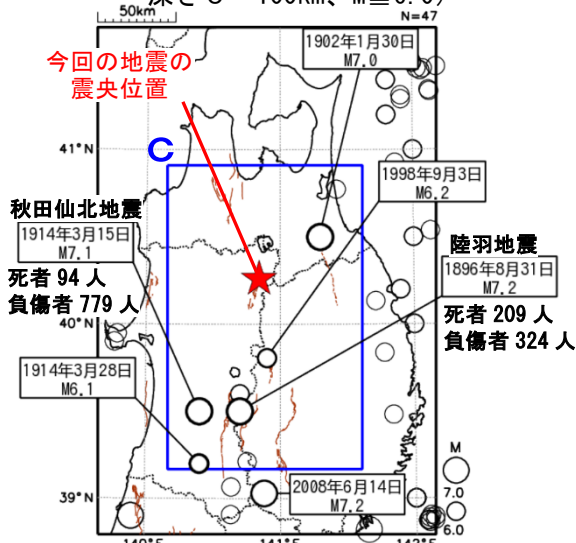 50km
N=47
今回の地震の
震央位置
1902年1月30日
M7.0
41°N
C
1998年9月3日
M6.2
秋田仙北地震
1914年3月15日
M7.1
死者 94 人
負傷者 779 人
陸羽地震
1896年8月31日
M7.2
死者 209 人
負傷者 324 人
40°N
1914年3月28日
M6.1
2008年6月14日
M7.2
39°N
M
7.0
6.0